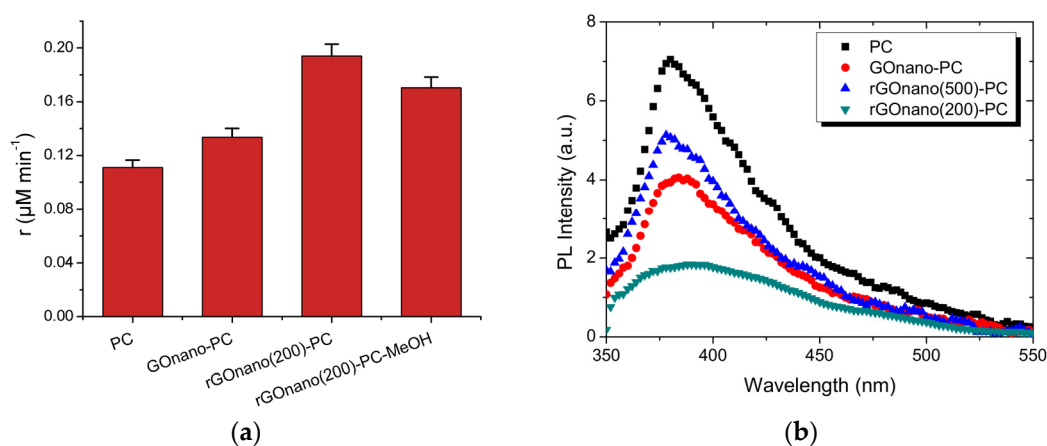 r (µM min⁻¹)
0.20
0.16
0.12
0.08
0.04
0.00
PC
GOnano-PC
rGOnano(200)-PC
rGOnano(200)-PC-MeOH
(a)
PL Intensity (a.u.)
8
6
4
2
0
PC
GOnano-PC
rGOnano(500)-PC
rGOnano(200)-PC
350 400 450 500 550
Wavelength (nm)
(b)